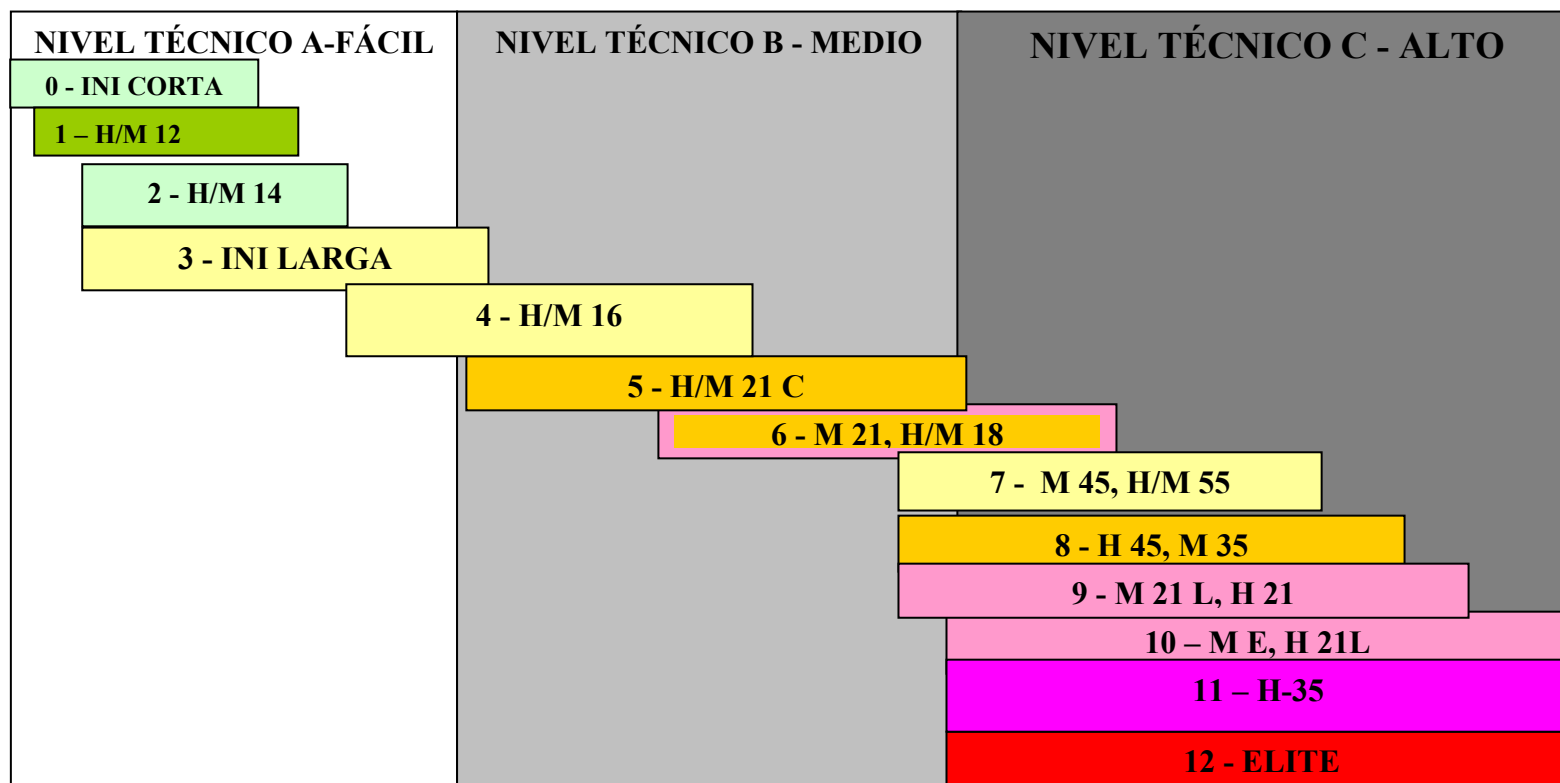 NIVEL TÉCNICO A-FÁCIL
NIVEL TÉCNICO B - MEDIO
NIVEL TÉCNICO C - ALTO
0 - INI CORTA
1 – H/M 12
2 - H/M 14
3 - INI LARGA
4 - H/M 16
5 - H/M 21 C
6 - M 21, H/M 18
7 - M 45, H/M 55
8 - H 45, M 35
9 - M 21 L, H 21
10 – M E, H 21L
11 – H-35
12 - ELITE